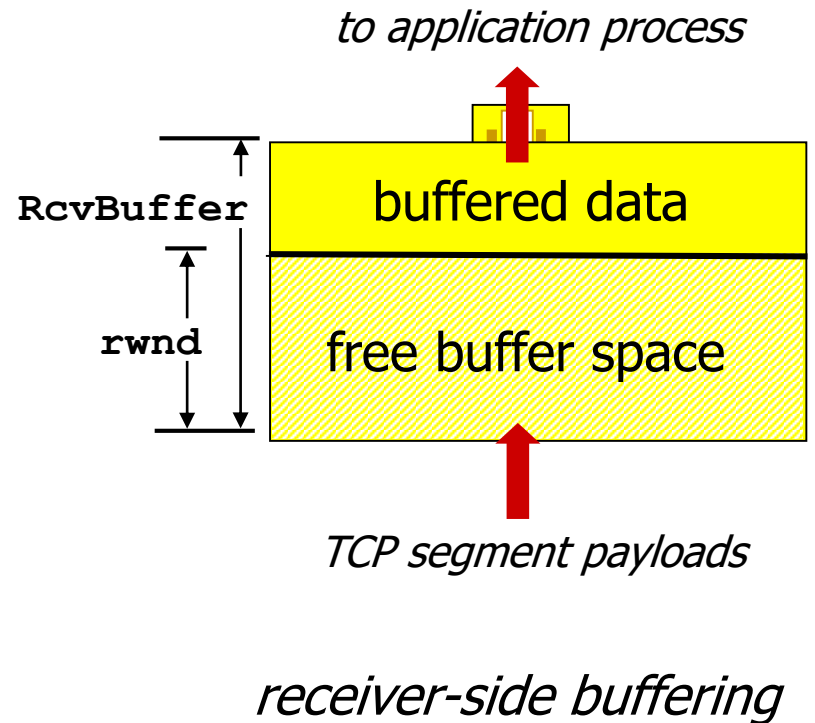 to application process
RcvBuffer
buffered data
rwnd
free buffer space
TCP segment payloads
receiver-side buffering